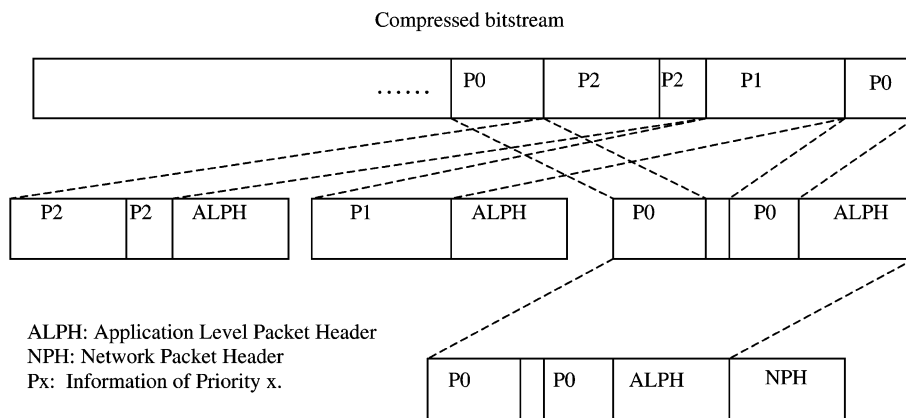 Compressed bitstream
...... P0 P2 P2 P1 P0
P2 P2 ALPH P1 ALPH P0 P0 ALPH
ALPH: Application Level Packet Header
NPH: Network Packet Header
Px: Information of Priority x.
P0 P0 ALPH NPH